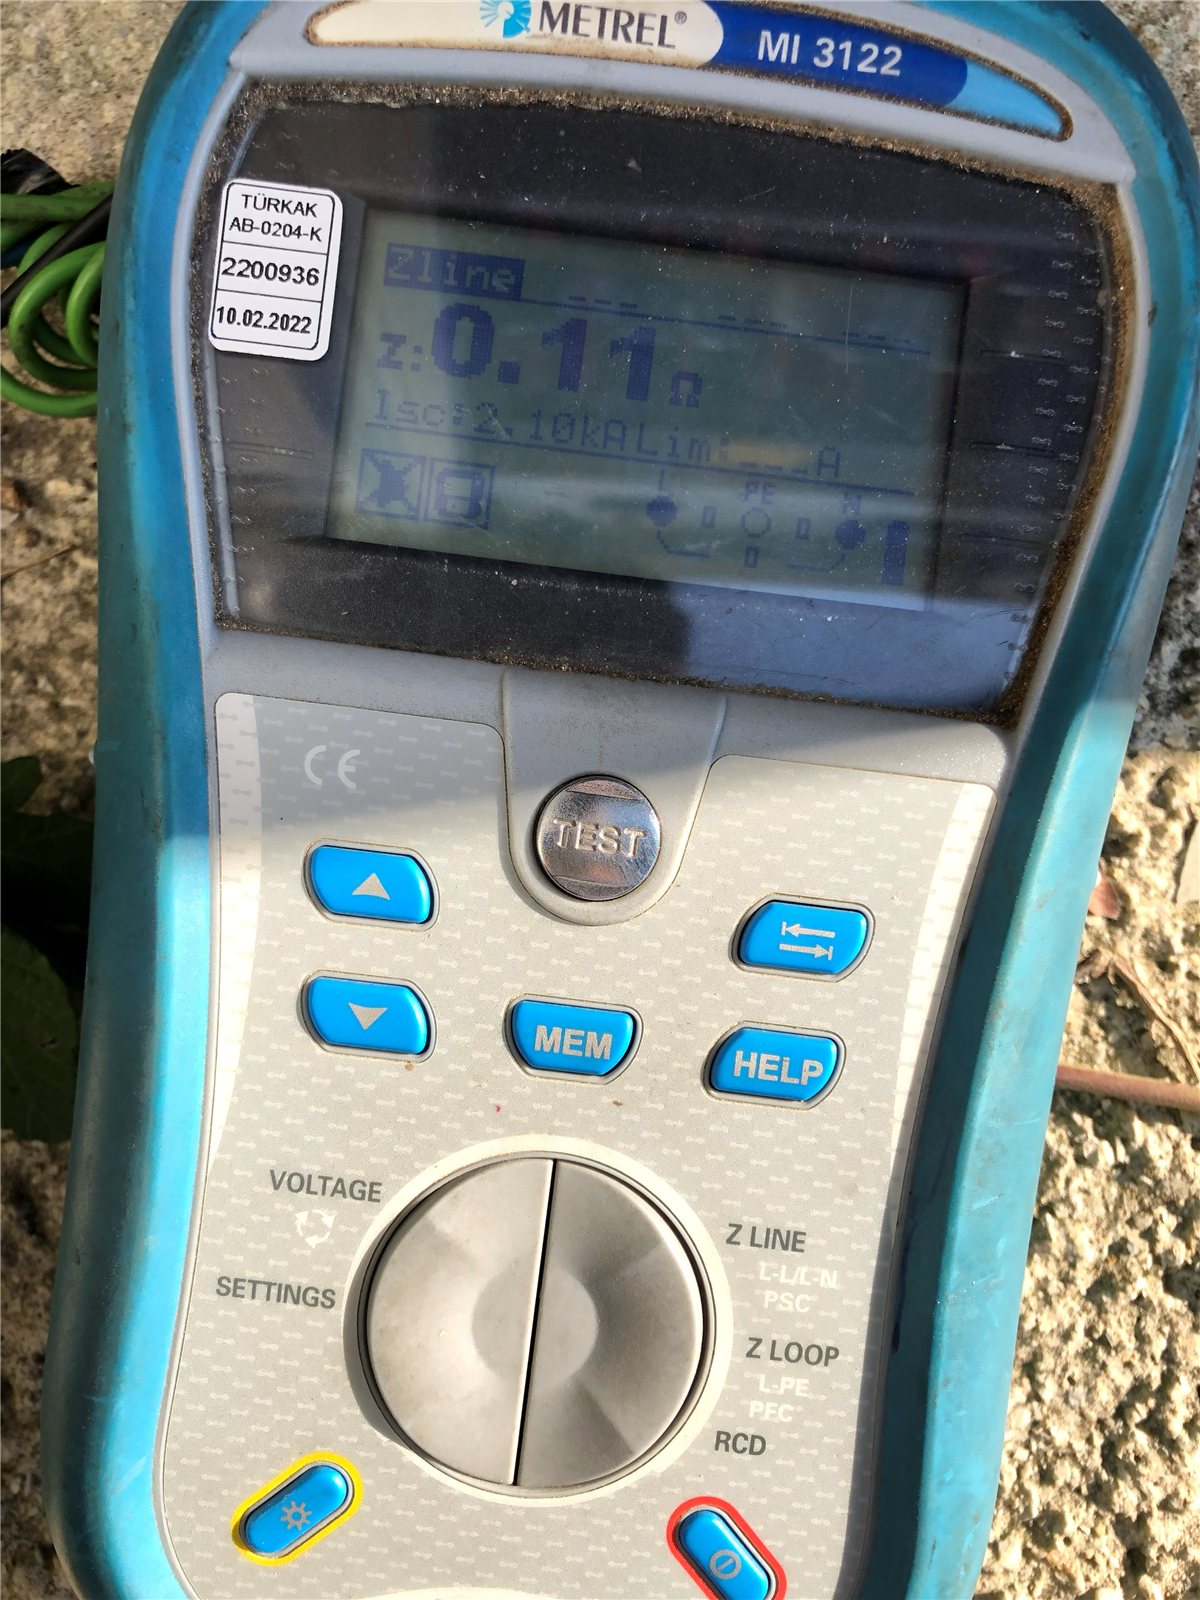 METREL®
MI 3122
TÜRKAK
AB-0204-K
2200936
10.02.2022
Zline
Z:0.11Ω
Isc:2.10kA Lim:___A
L PE N
CE
TEST
MEM
HELP
VOLTAGE
SETTINGS
Z LINE
L-L/L-N
PSC
Z LOOP
L-PE
PFC
RCD